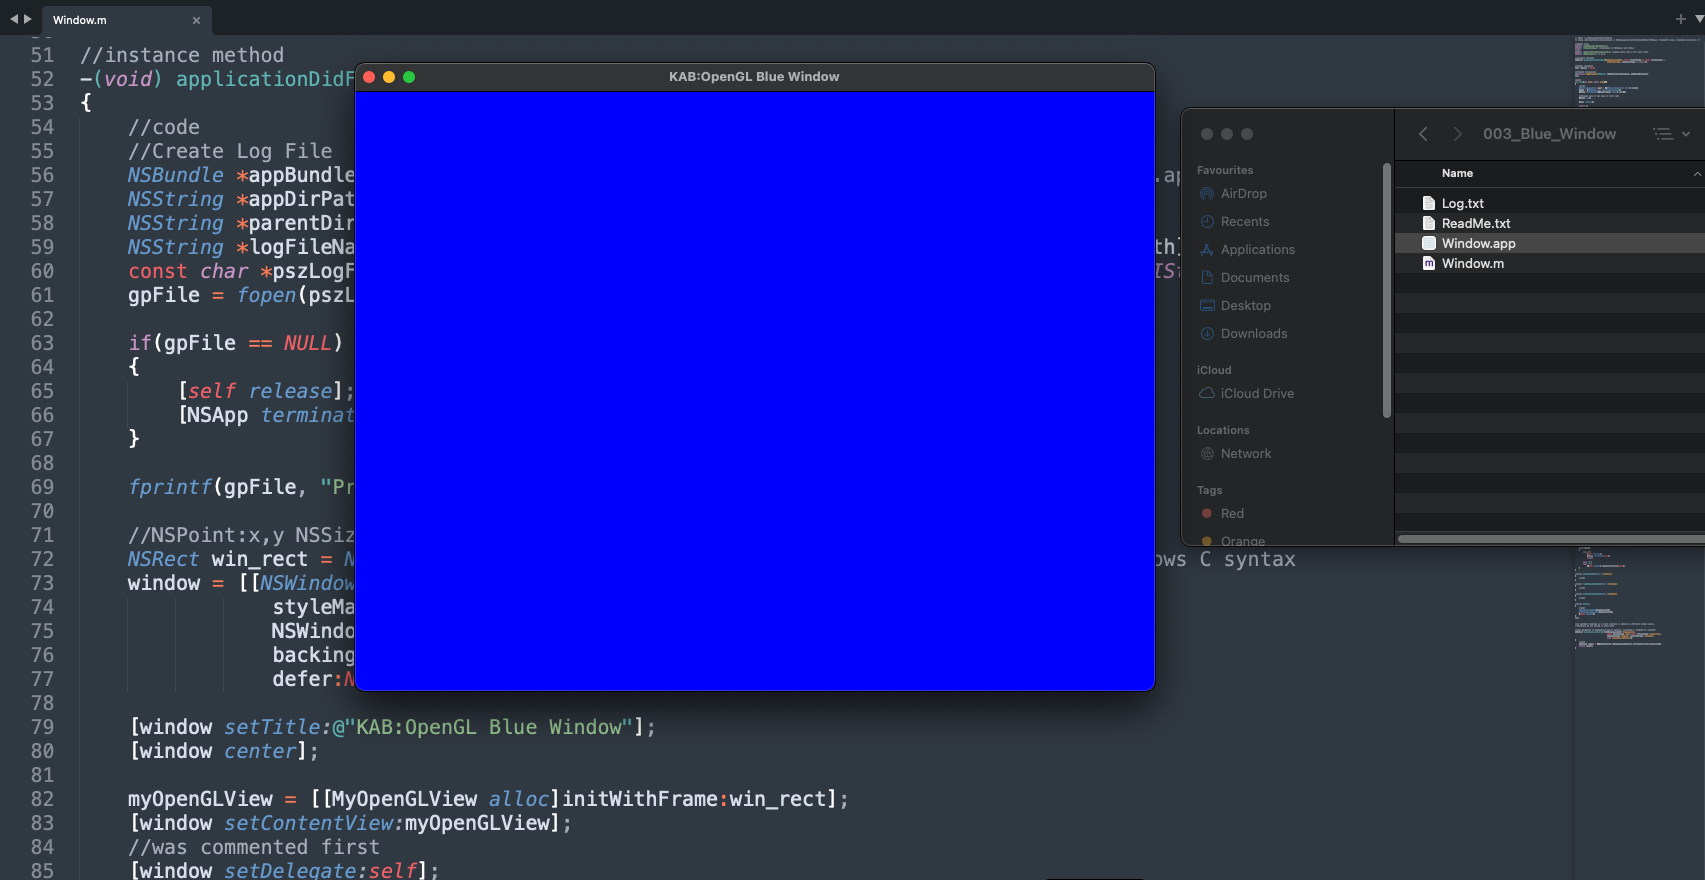 Window.m
51 //instance method
52 -(void) applicationDidF
53 {
54 //code
55 //Create Log File
56 NSBundle *appBundle
57 NSString *appDirPat
58 NSString *parentDir
59 NSString *logFileNa
60 const char *pszLogF
61 gpFile = fopen(pszL
62
63 if(gpFile == NULL)
64 {
65 [self release];
66 [NSApp terminat
67 }
68
69 fprintf(gpFile, "Pr
70
71 //NSPoint:x,y NSSiz
72 NSRect win_rect = N ows C syntax
73 window = [[NSWindow
74 styleMa
75 NSWindo
76 backing
77 defer:N
78
79 [window setTitle:@"KAB:OpenGL Blue Window"];
80 [window center];
81
82 myOpenGLView = [[MyOpenGLView alloc]initWithFrame:win_rect];
83 [window setContentView:myOpenGLView];
84 //was commented first
85 [window setDelegate:self];
KAB:OpenGL Blue Window
003_Blue_Window
Favourites
AirDrop
Recents
Applications
Documents
Desktop
Downloads
iCloud
iCloud Drive
Locations
Network
Tags
Red
Orange
Name
Log.txt
ReadMe.txt
Window.app
Window.m